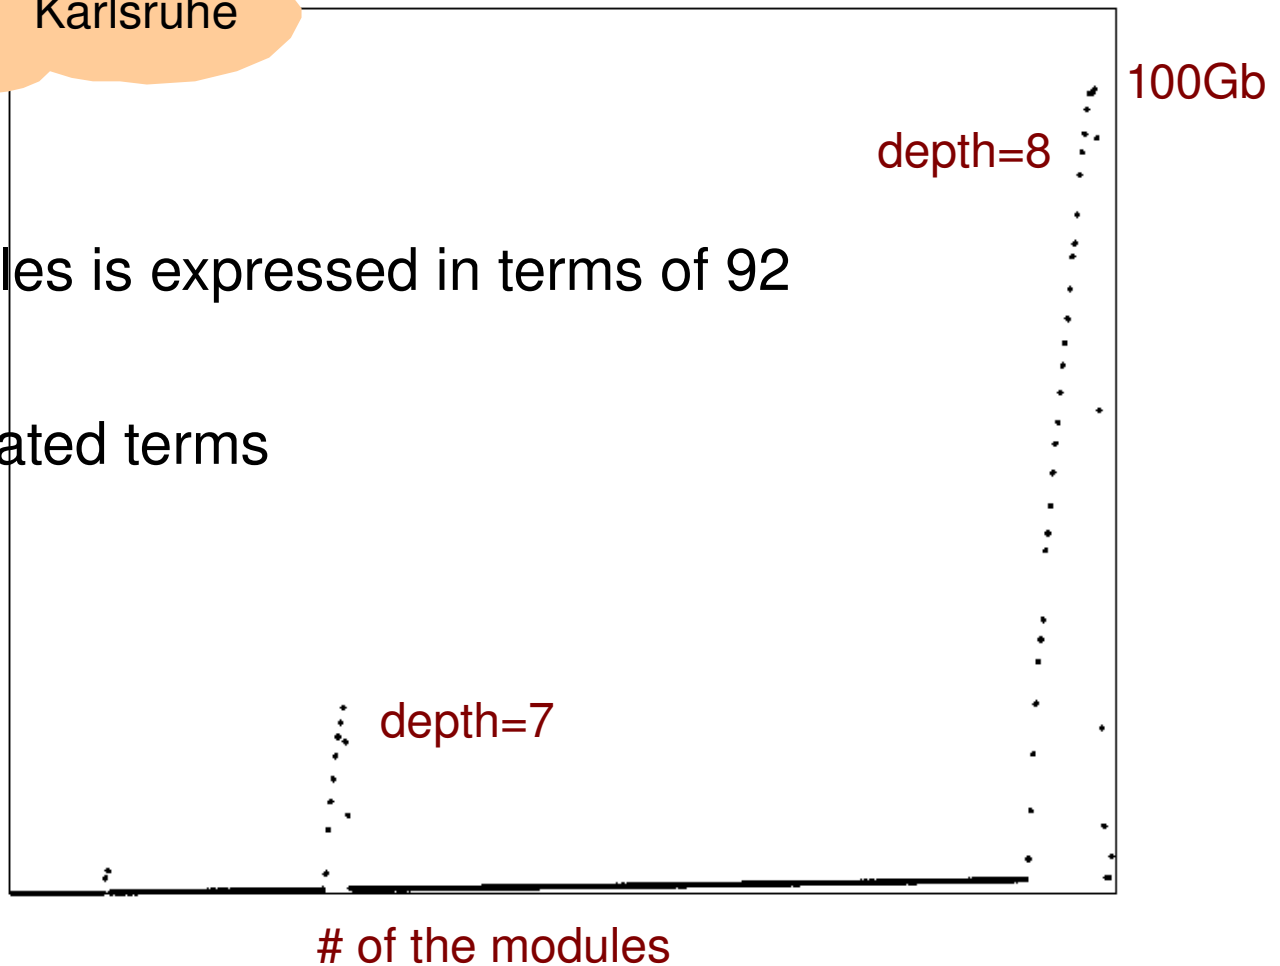 Karlsruhe
100Gb
depth=8
les is expressed in terms of 92
ated terms
depth=7
# of the modules